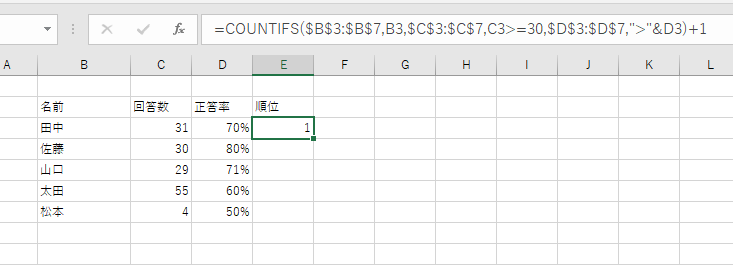 fx =COUNTIFS($B$3:$B$7,B3,$C$3:$C$7,C3>=30,$D$3:$D$7,">"&D3)+1
A B C D E F G H I J K L
名前 回答数 正答率 順位
田中 31 70% 1
佐藤 30 80%
山口 29 71%
太田 55 60%
松本 4 50%